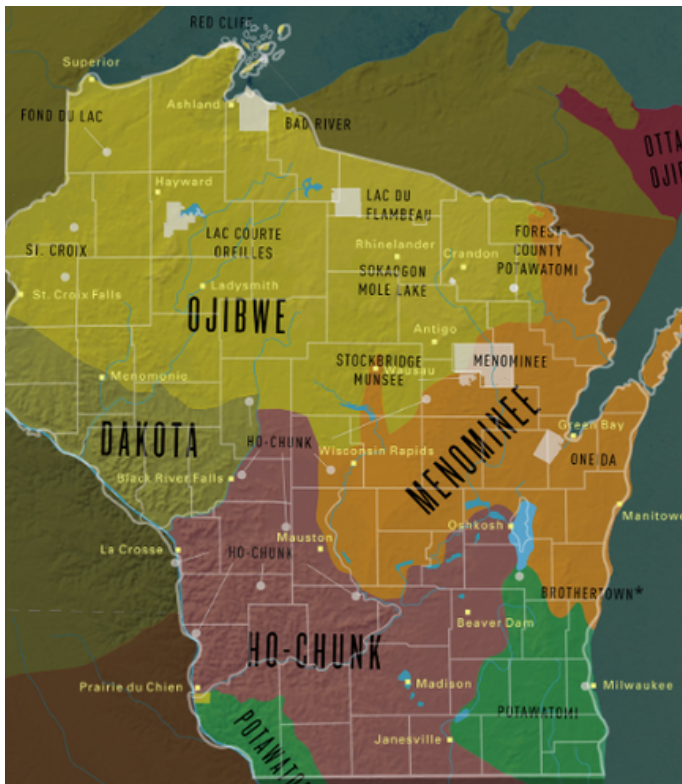 RED CLIFF
Superior
Ashland
FOND DU LAC
BAD RIVER
OTTA
OJIB
Hayward
LAC DU
FLAMBEAU
LAC COURTE
OREILLES
FOREST
COUNTY
POTAWATOMI
ST. CROIX
Rhinelander
Crandon
SOKAOGON
MOLE LAKE
St. Croix Falls
Ladysmith
OJIBWE
Antigo
STOCKBRIDGE
MUNSEE
MENOMINEE
Menomonie
Wausau
DAKOTA
HO-CHUNK
MENOMINEE
Green Bay
Wisconsin Rapids
ONEIDA
Black River Falls
Manitowo
Oshkosh
La Crosse
HO-CHUNK
Mauston
BROTHERTOWN*
Beaver Dam
HO-CHUNK
Prairie du Chien
Madison
Milwaukee
POTAWATOMI
POTAWATO
Janesville